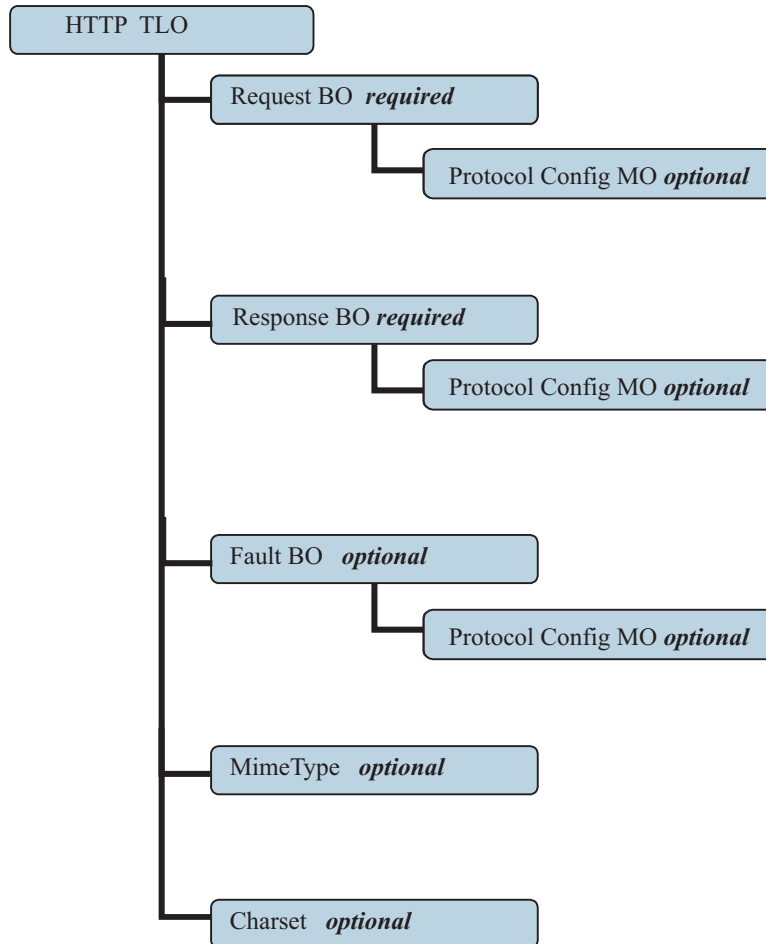 HTTP TLO
Request BO required
Protocol Config MO optional
Response BO required
Protocol Config MO optional
Fault BO optional
Protocol Config MO optional
MimeType optional
Charset optional